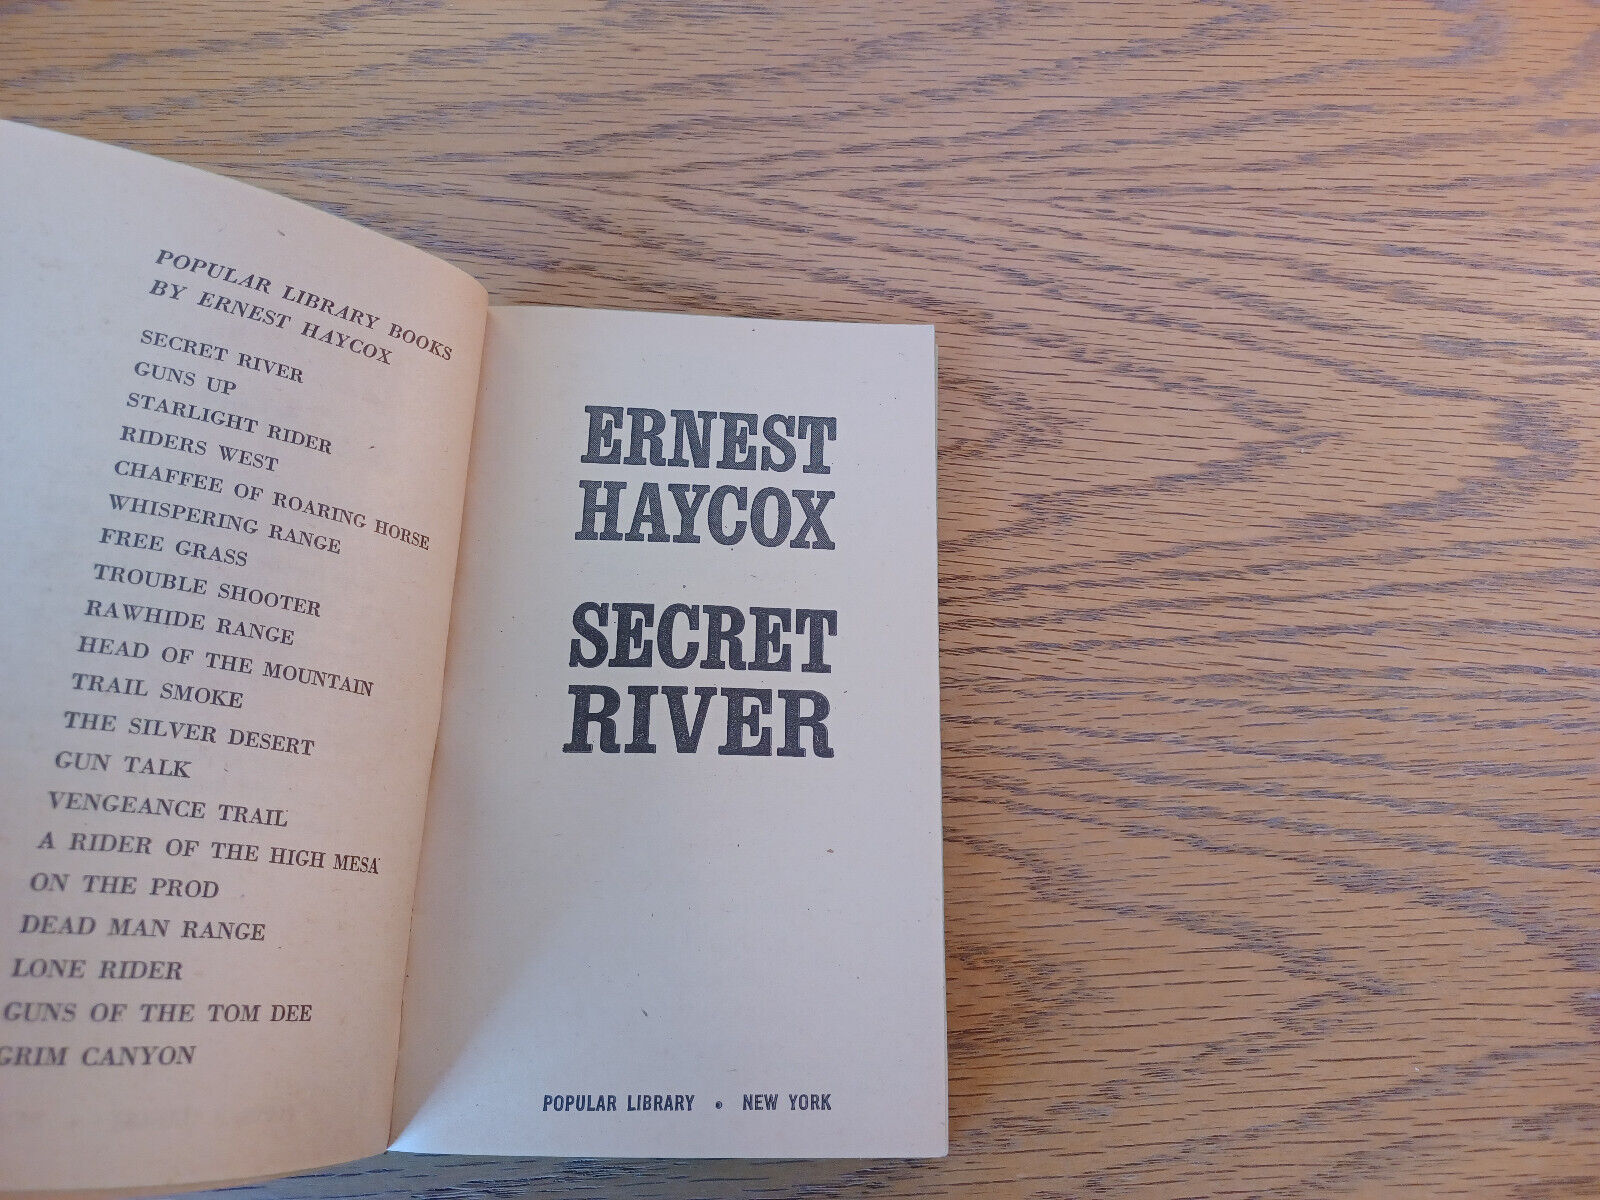 POPULAR LIBRARY BOOKS
BY ERNEST HAYCOX
SECRET RIVER
GUNS UP
STARLIGHT RIDER
RIDERS WEST
CHAFFEE OF ROARING HORSE
WHISPERING RANGE
FREE GRASS
TROUBLE SHOOTER
RAWHIDE RANGE
HEAD OF THE MOUNTAIN
TRAIL SMOKE
THE SILVER DESERT
GUN TALK
VENGEANCE TRAIL
A RIDER OF THE HIGH MESA
ON THE PROD
DEAD MAN RANGE
LONE RIDER
GUNS OF THE TOM DEE
GRIM CANYON
ERNEST
HAYCOX
SECRET
RIVER
POPULAR LIBRARY • NEW YORK